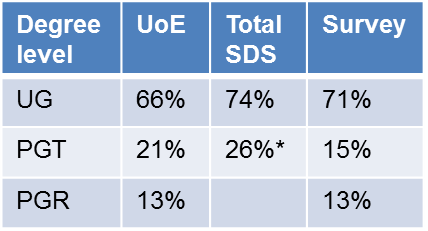 Degree level UoE Total SDS Survey
UG 66% 74% 71%
PGT 21% 26%* 15%
PGR 13% 13%